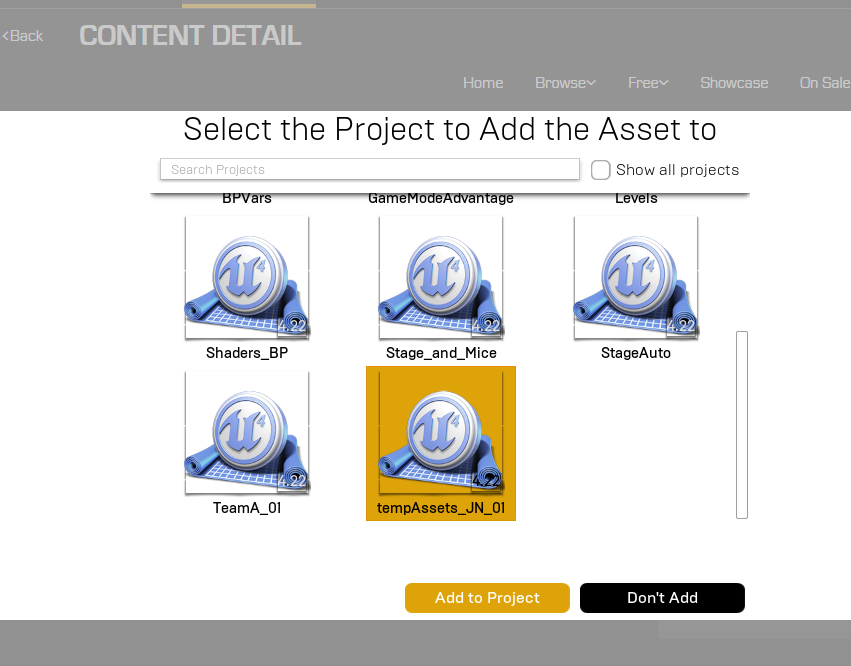 <Back
CONTENT DETAIL
Home Browse Free Showcase On Sale
Select the Project to Add the Asset to
Search Projects
Show all projects
BPVars GameModeAdvantage Levels
4.22 4.22 4.22
Shaders_BP Stage_and_Mice StageAuto
4.22 4.22
TeamA_01 tempAssets_JN_01
Add to Project Don't Add